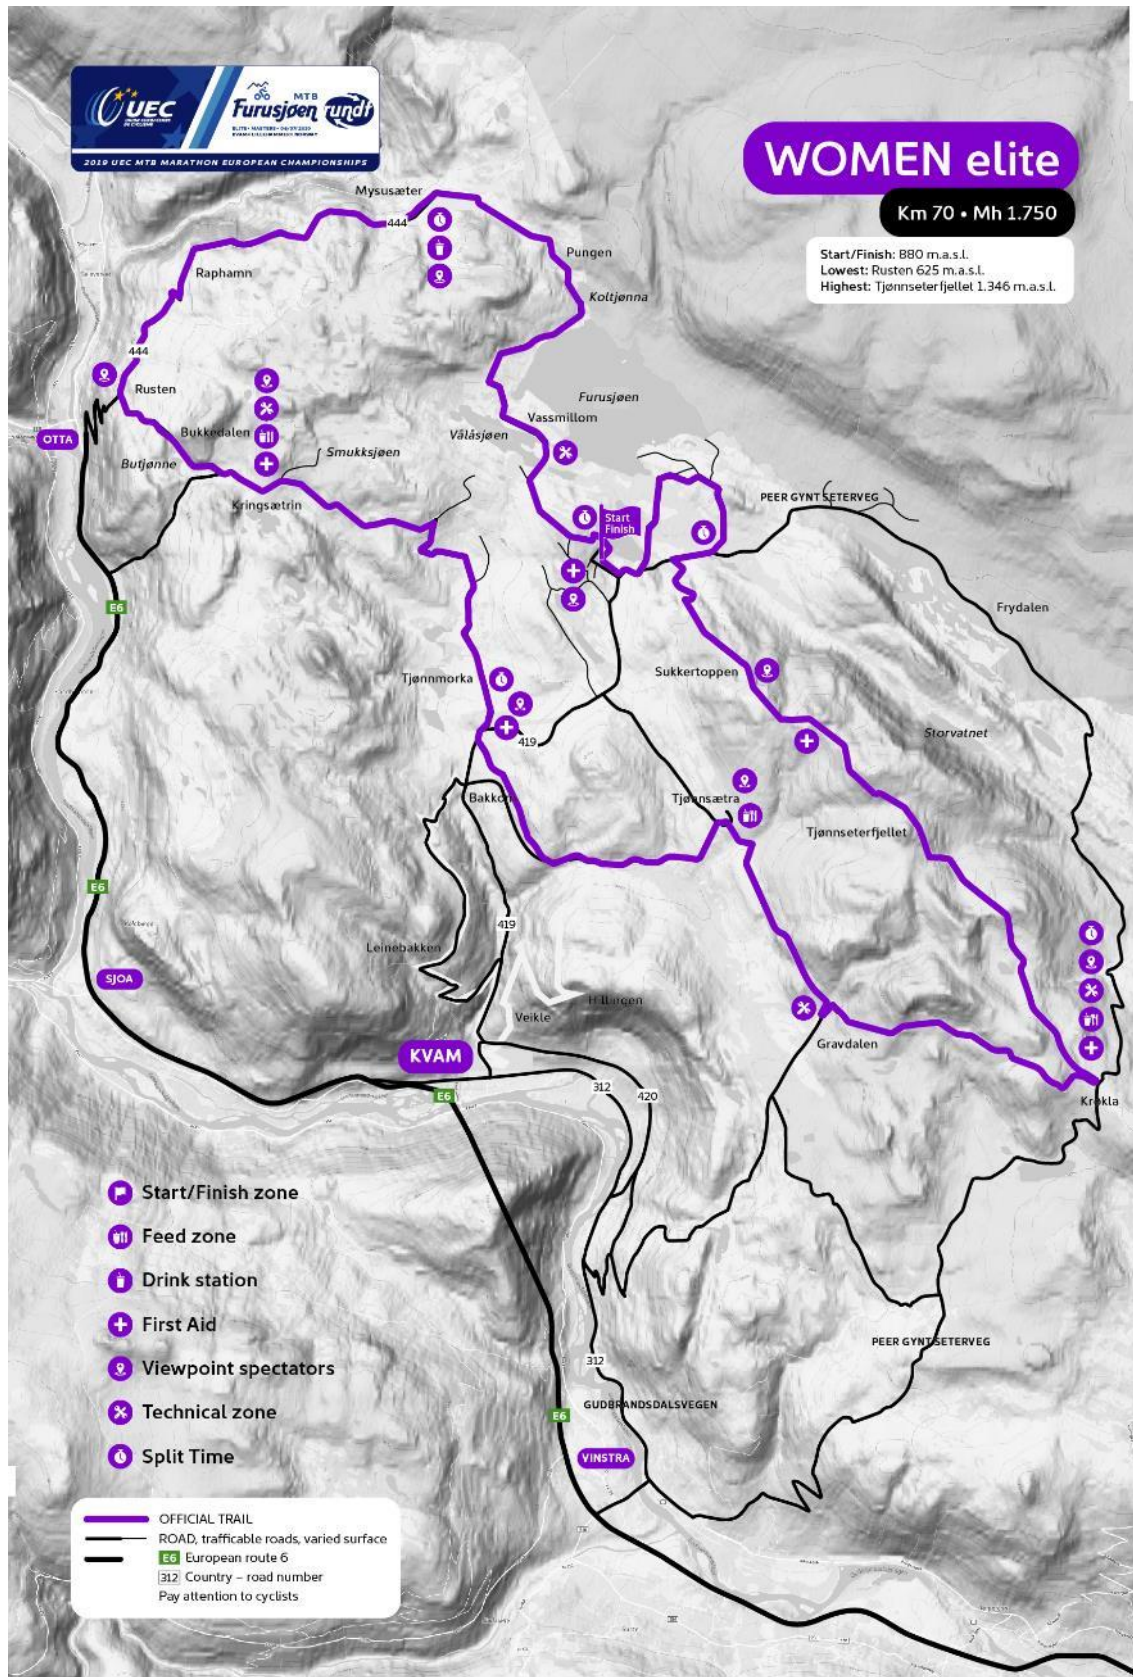 UEC
MTB
Furusjøen rundt
2019 UEC MTB MARATHON EUROPEAN CHAMPIONSHIPS
WOMEN elite
Km 70 • Mh 1.750
Start/Finish: 880 m.a.s.l.
Lowest: Rusten 625 m.a.s.l.
Highest: Tjønnseterfjellet 1.346 m.a.s.l.
Mysusæter
444
Pungen
Raphamn
Koltjønna
444
Rusten
Furusjøen
Vassmillom
OTTA
Bukkedalen
Vålåsjøen
Smukksjøen
Butjønne
Kringsætrin
PEER GYNT SETERVEG
Start
Finish
E6
Frydalen
Tjønnmorka
Sukkertoppen
419
Storvatnet
Bakkon
Tjønnsætra
Tjønnseterfjellet
E6
419
Leinebakken
SJOA
Veikle
Gravdalen
KVAM
E6
312
420
Krøkla
Start/Finish zone
Feed zone
Drink station
First Aid
Viewpoint spectators
Technical zone
Split Time
312
PEER GYNT SETERVEG
GUDBRANDSDALSVEGEN
E6
VINSTRA
OFFICIAL TRAIL
ROAD, trafficable roads, varied surface
E6 European route 6
312 Country – road number
Pay attention to cyclists